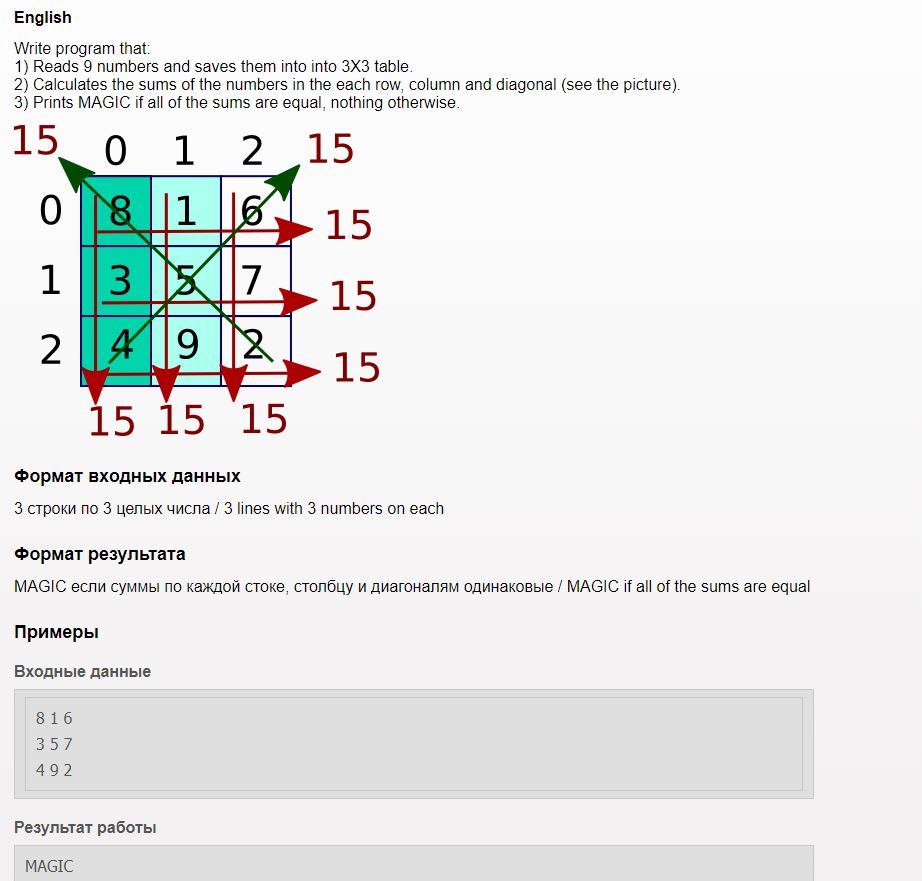 English
Write program that:
1) Reads 9 numbers and saves them into into 3X3 table.
2) Calculates the sums of the numbers in the each row, column and diagonal (see the picture).
3) Prints MAGIC if all of the sums are equal, nothing otherwise.
15 0 1 2 15
0 8 1 6 15
1 3 5 7 15
2 4 9 2 15
15 15 15
Формат входных данных
3 строки по 3 целых числа / 3 lines with 3 numbers on each
Формат результата
MAGIC если суммы по каждой стоке, столбцу и диагоналям одинаковые / MAGIC if all of the sums are equal
Примеры
Входные данные
8 1 6
3 5 7
4 9 2
Результат работы
MAGIC